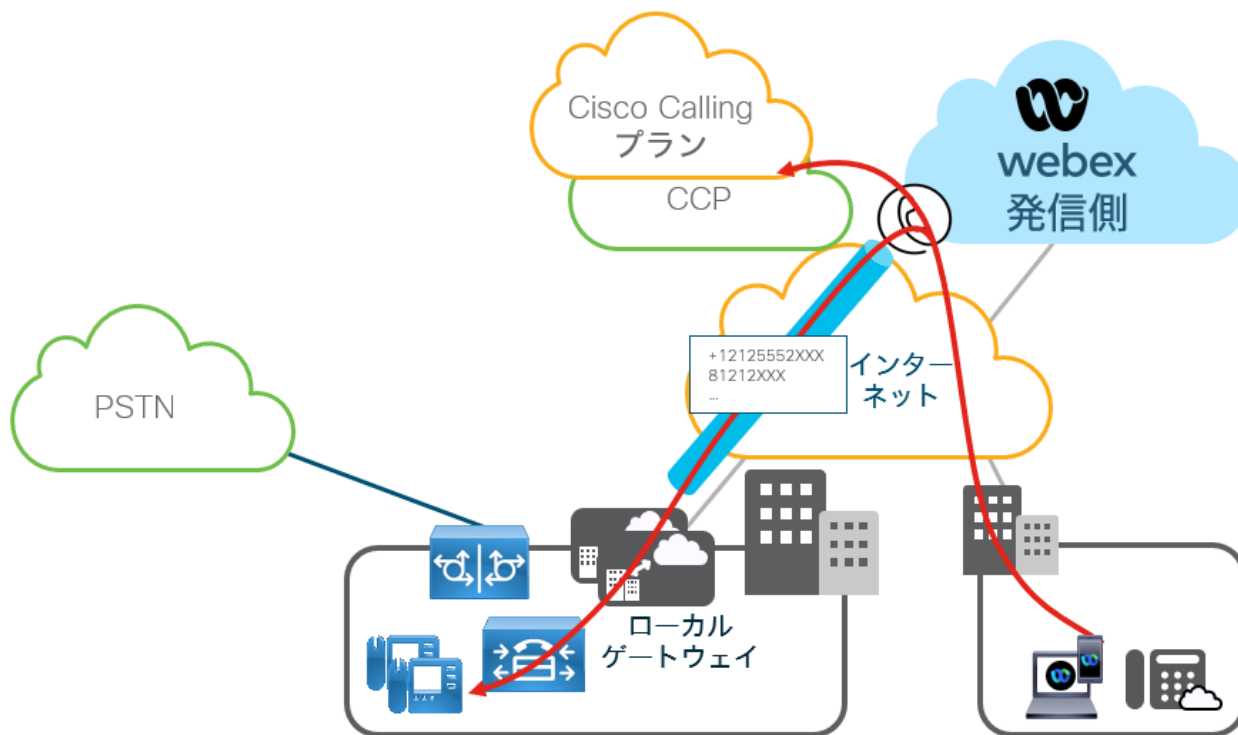 Cisco Calling
プラン
CCP
webex
発信側
+12125552XXX
81212XXX
...
インター
ネット
PSTN
ローカル
ゲートウェイ